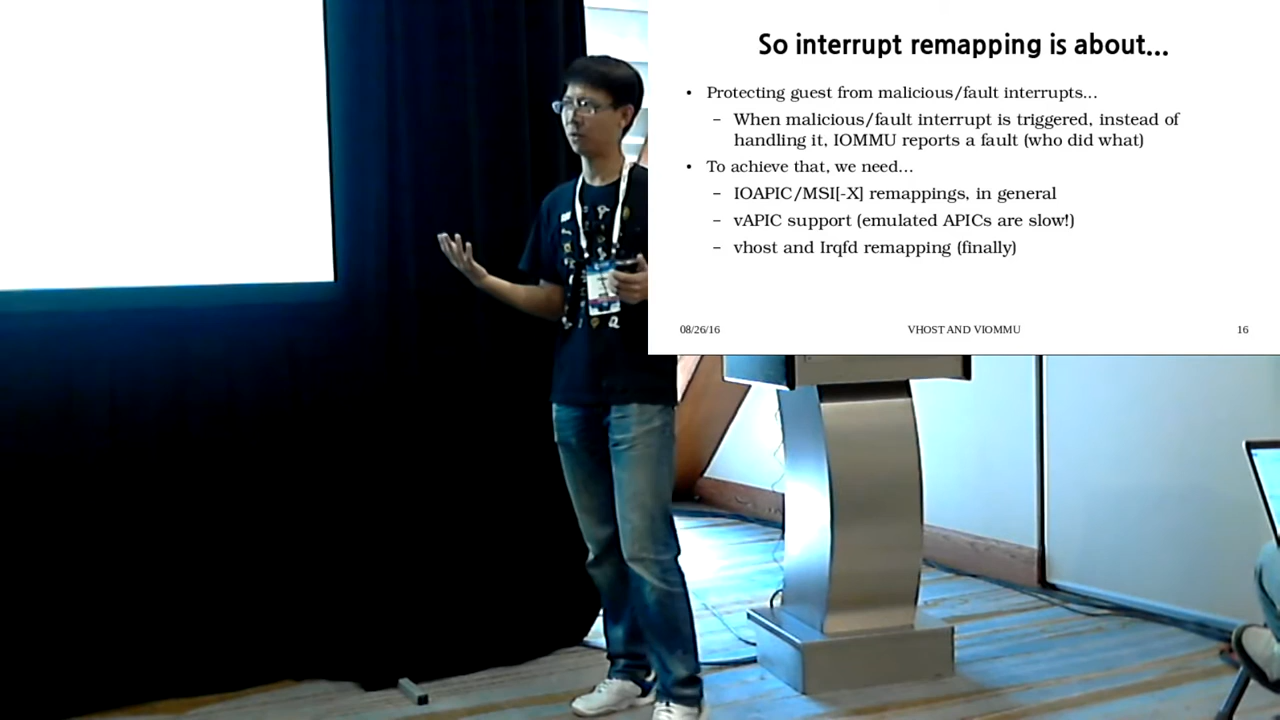 So interrupt remapping is about...
• Protecting guest from malicious/fault interrupts...
– When malicious/fault interrupt is triggered, instead of
handling it, IOMMU reports a fault (who did what)
• To achieve that, we need...
– IOAPIC/MSI[-X] remappings, in general
– vAPIC support (emulated APICs are slow!)
– vhost and Irqfd remapping (finally)
08/26/16 VHOST AND VIOMMU 16